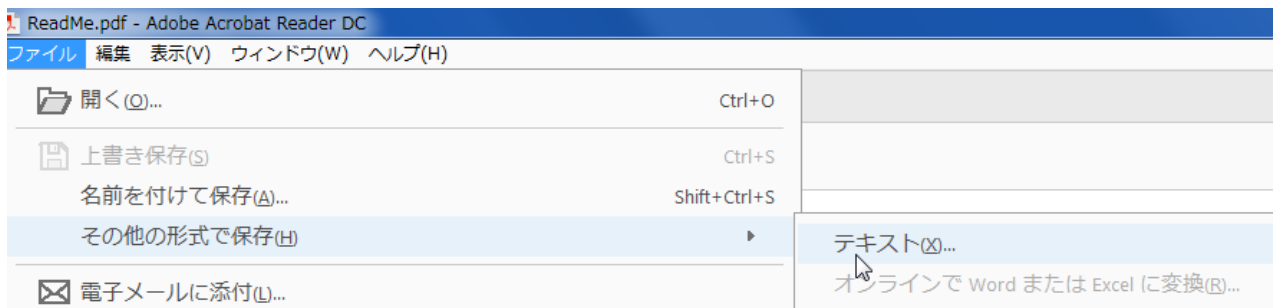 ReadMe.pdf - Adobe Acrobat Reader DC
ファイル 編集 表示(V) ウィンドウ(W) ヘルプ(H)
開く(O)... Ctrl+O
上書き保存(S) Ctrl+S
名前を付けて保存(A)... Shift+Ctrl+S
その他の形式で保存(H)
テキスト(X)...
オンラインで Word または Excel に変換(R)...
電子メールに添付(L)...